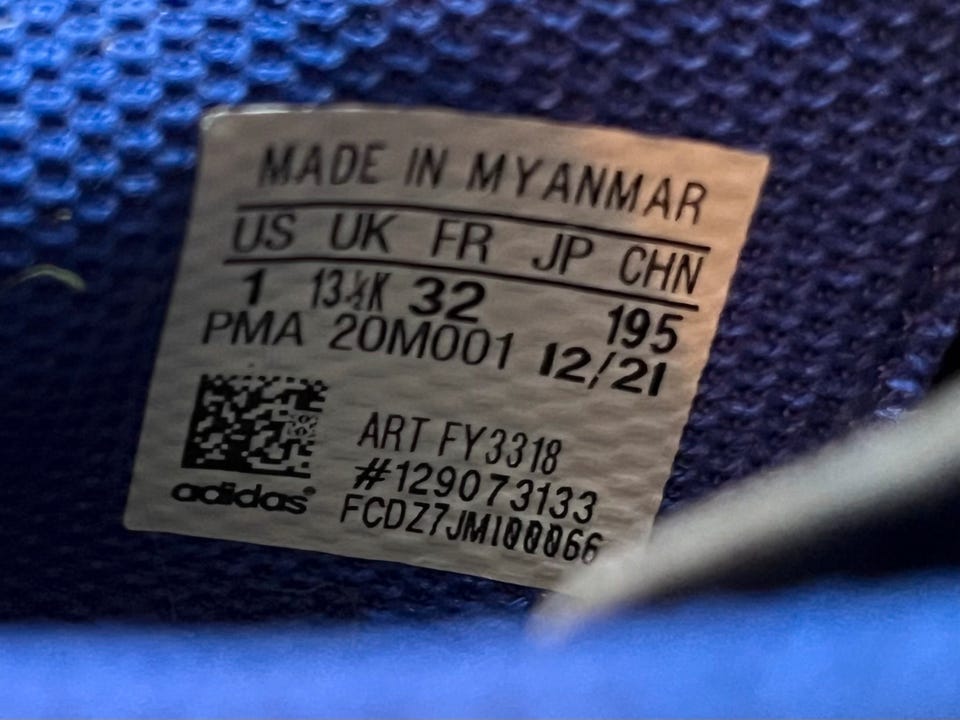 MADE IN MYANMAR
US UK FR JP CHN
1 13½K 32 195
PMA 20M001 12/21
ART FY3318
#129073133
adidas® FCDZ7JMI00066